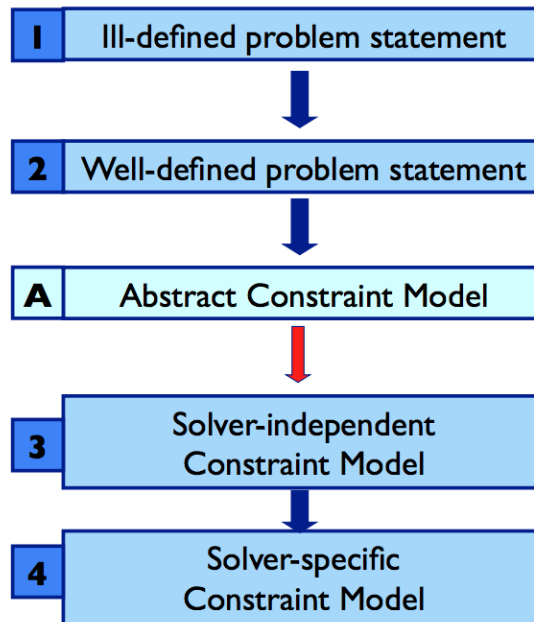 1 Ill-defined problem statement
2 Well-defined problem statement
A Abstract Constraint Model
3 Solver-independent
Constraint Model
4 Solver-specific
Constraint Model